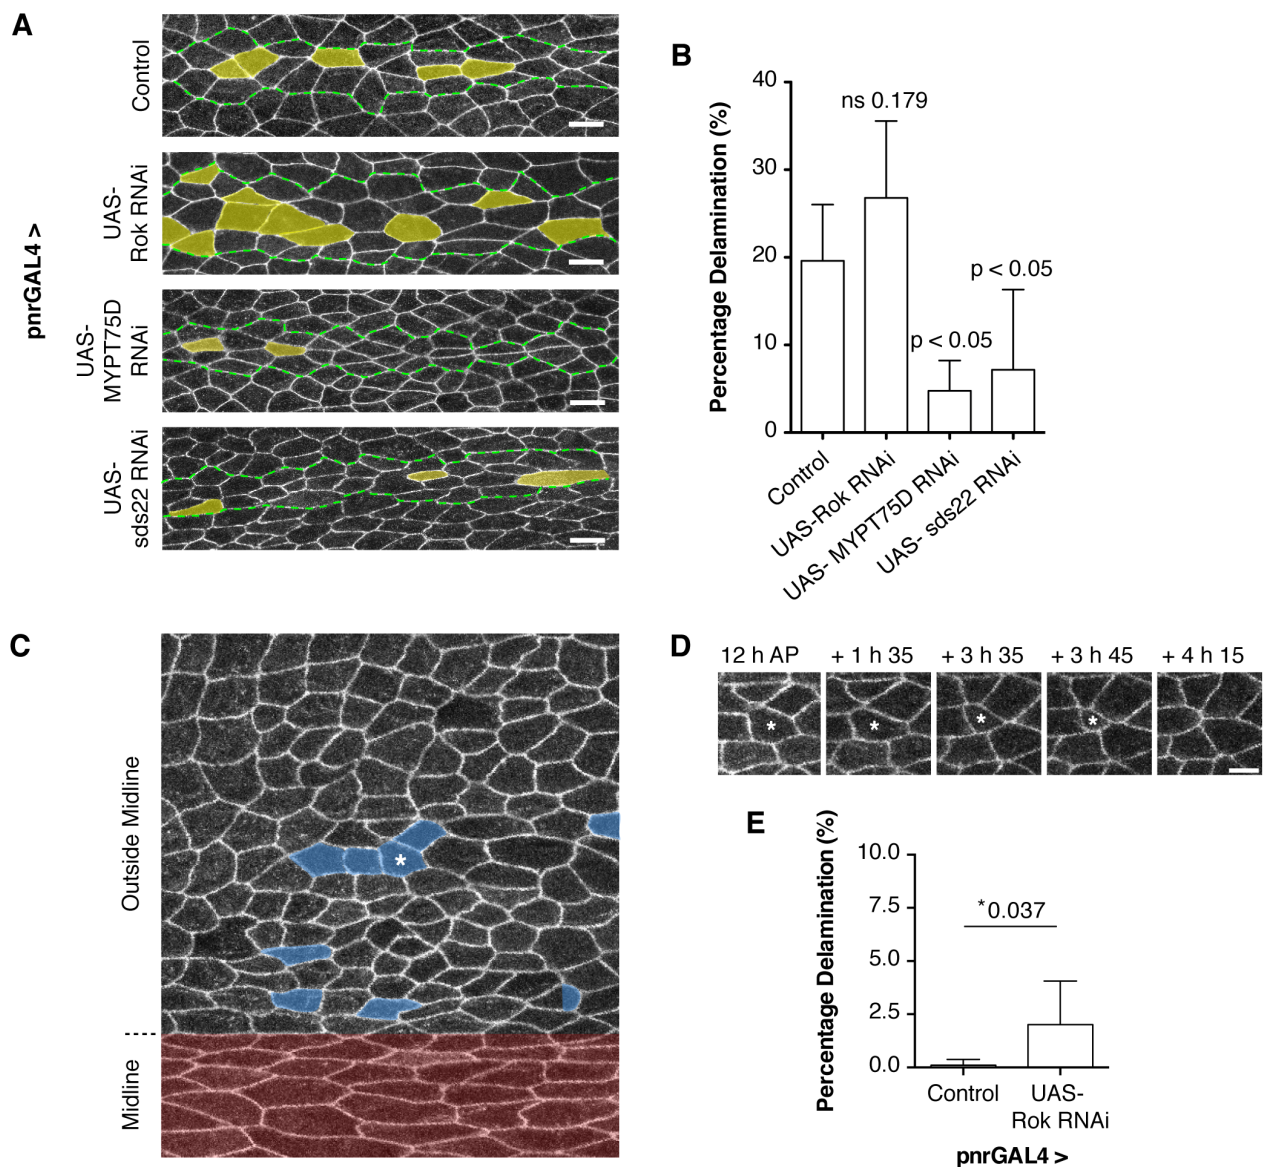 A
pnrGAL4 >
Control
UAS-
Rok RNAi
UAS-
MYPT75D
RNAi
UAS-
sds22 RNAi
B
Percentage Delamination (%)
40
30
20
10
0
ns 0.179
p < 0.05
p < 0.05
Control
UAS-Rok RNAi
UAS- MYPT75D RNAi
UAS- sds22 RNAi
C
Outside Midline
Midline
*
D
12 h AP
+ 1 h 35
+ 3 h 35
+ 3 h 45
+ 4 h 15
* * * *
E
Percentage Delamination (%)
10.0
7.5
5.0
2.5
0.0
*0.037
Control
UAS-
Rok RNAi
pnrGAL4 >